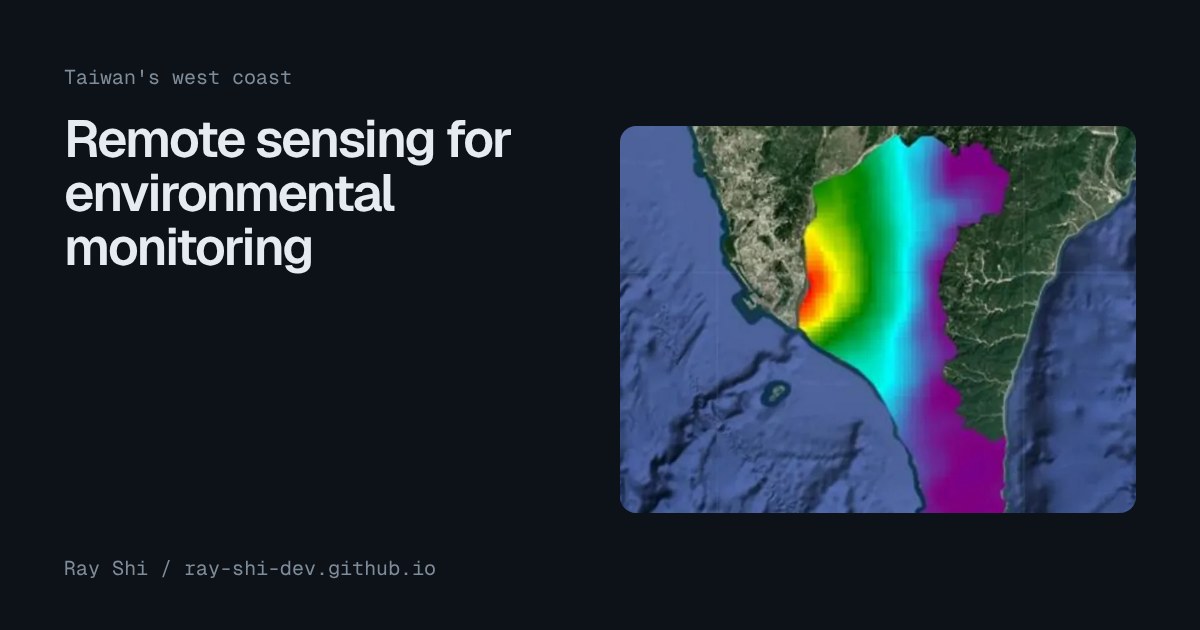 Taiwan's west coast
Remote sensing for
environmental
monitoring
Ray Shi / ray-shi-dev.github.io